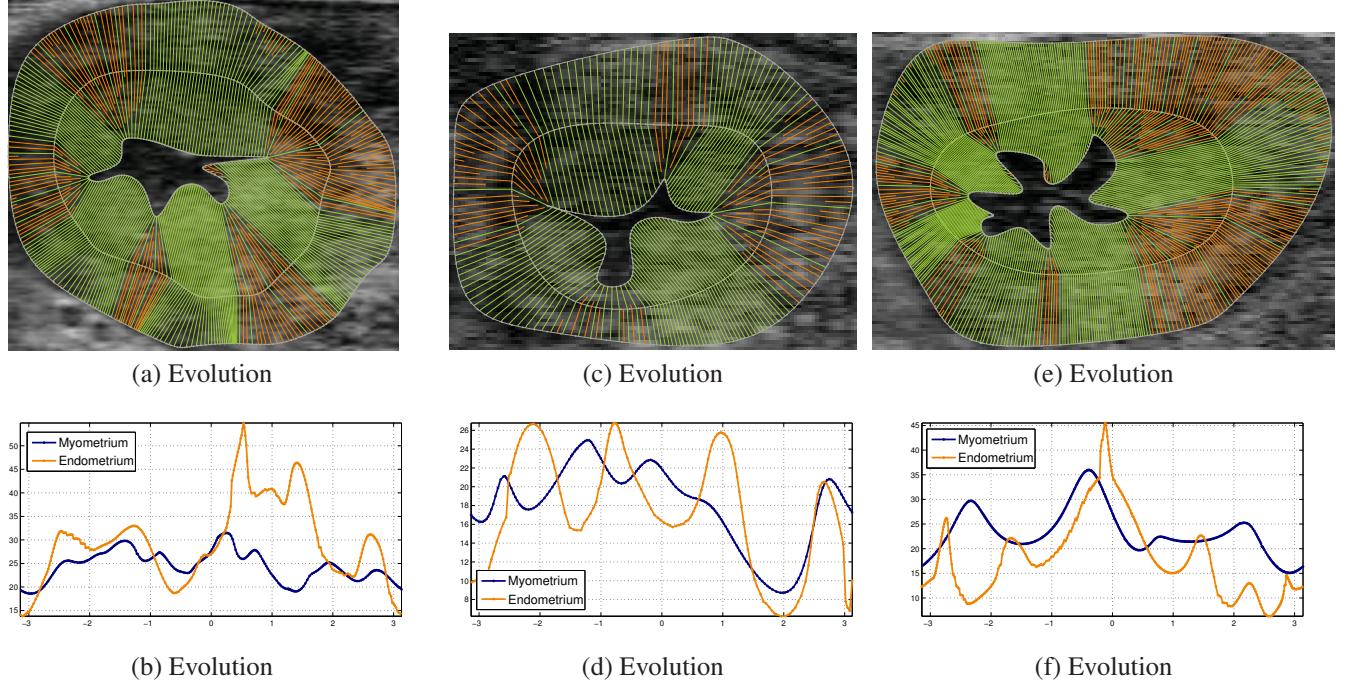 (a) Evolution
(c) Evolution
(e) Evolution
55
50
45
40
35
30
25
20
15
Myometrium
Endometrium
−3 −2 −1 0 1 2 3
26
24
22
20
18
16
14
12
10
8
Myometrium
Endometrium
−3 −2 −1 0 1 2 3
45
40
35
30
25
20
15
10
Myometrium
Endometrium
−3 −2 −1 0 1 2 3
(b) Evolution
(d) Evolution
(f) Evolution